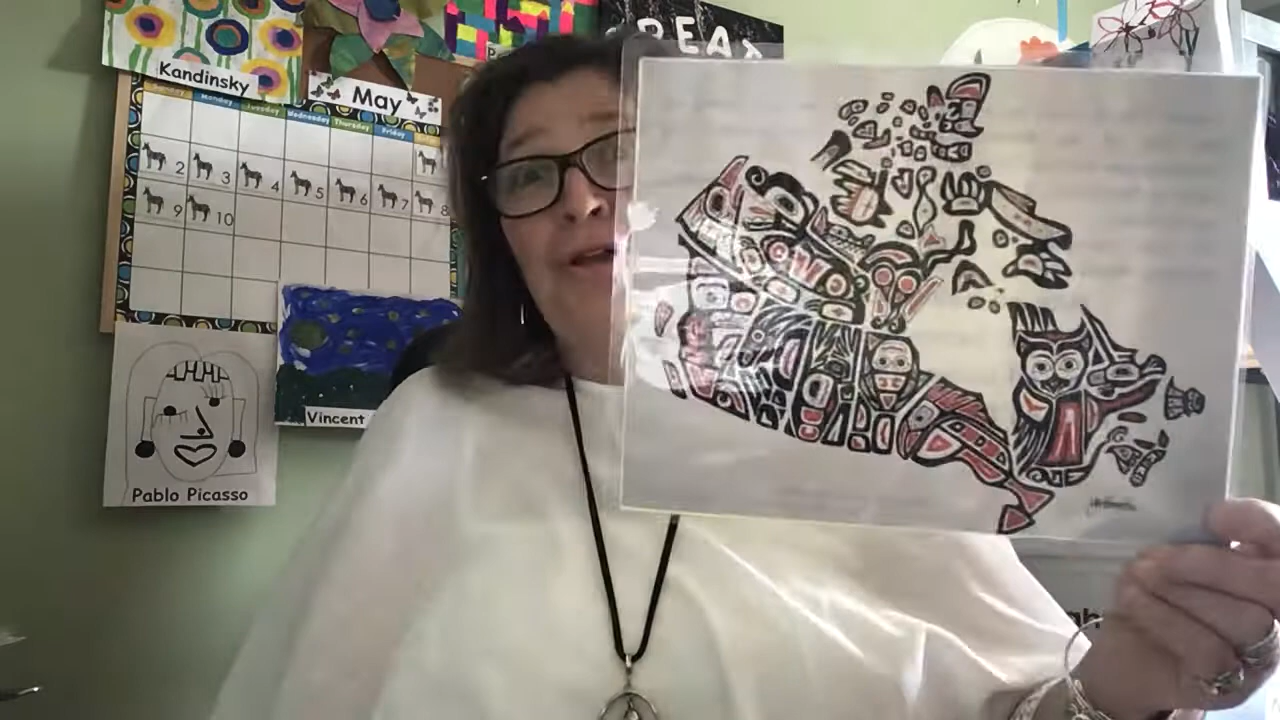 READ
Kandinsky
May
Sunday Monday Tuesday Wednesday Thursday Friday
2 3 4 5 6 7 8
9 10
Vincent
Pablo Picasso